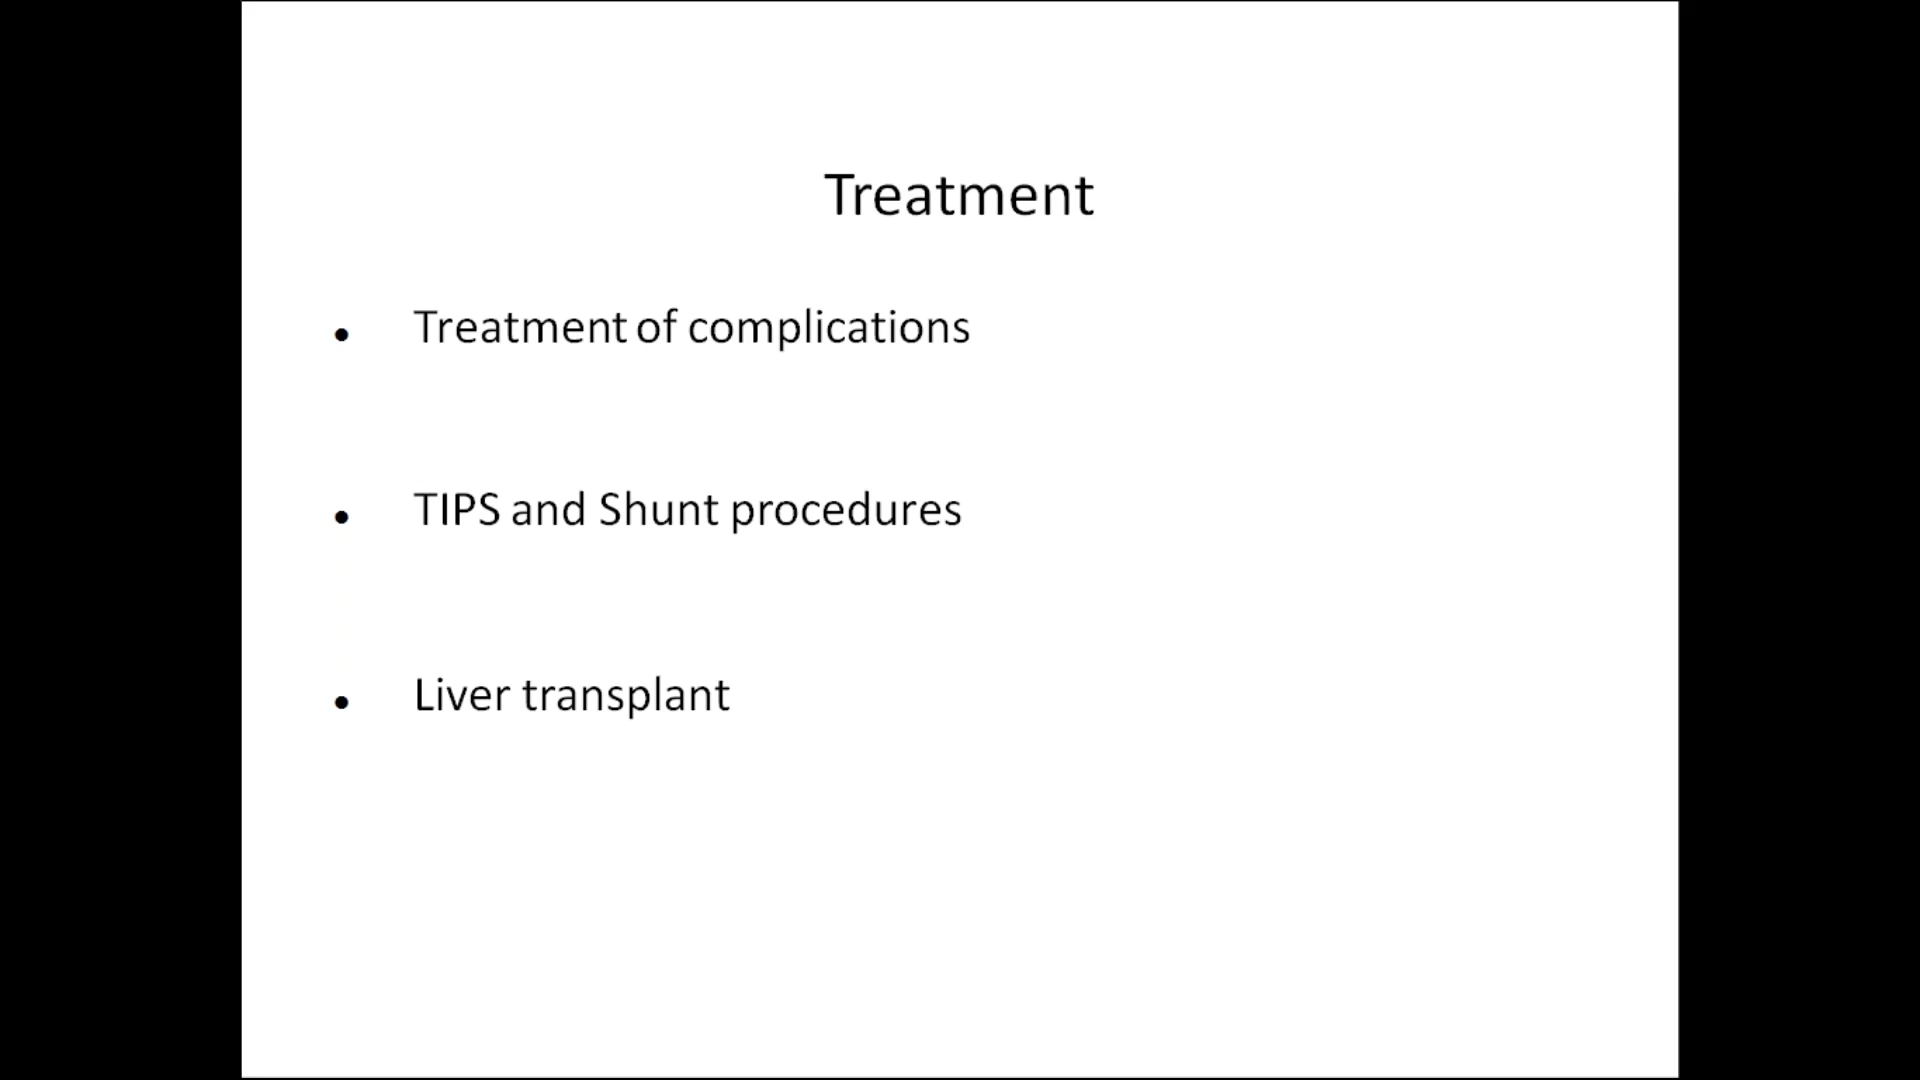 Treatment
• Treatment of complications
• TIPS and Shunt procedures
• Liver transplant